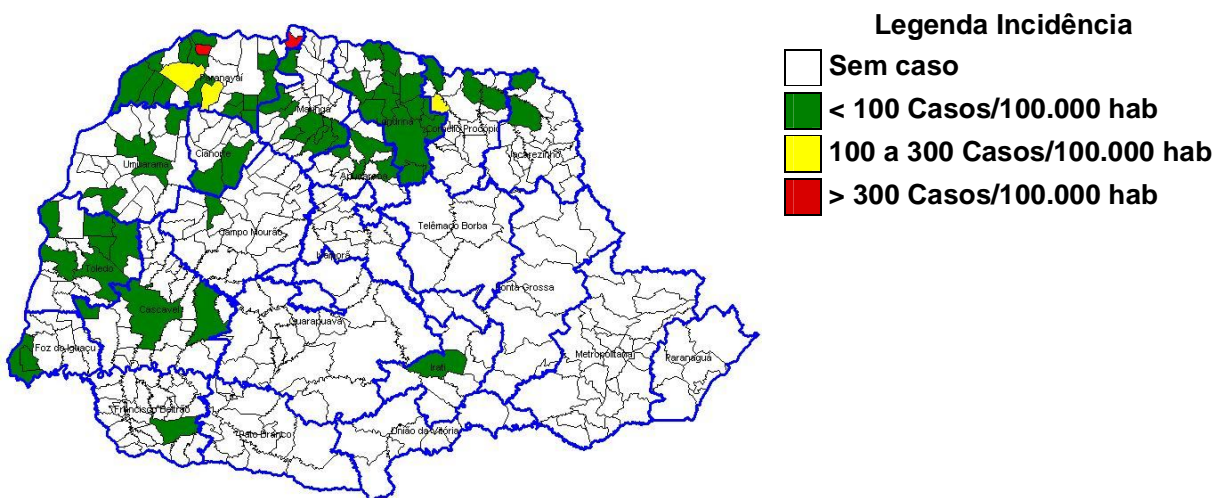 Legenda Incidência
Sem caso
< 100 Casos/100.000 hab
100 a 300 Casos/100.000 hab
> 300 Casos/100.000 hab
Paranavaí
Maringá
Londrina
Cornélio Procópio
Jacarezinho
Umuarama
Cianorte
Apucarana
Campo Mourão
Telêmaco Borba
Ivaiporã
Toledo
Ponta Grossa
Cascavel
Guarapuava
Foz do Iguaçu
Irati
Metropolitana
Paranaguá
Francisco Beltrão
Pato Branco
União da Vitória